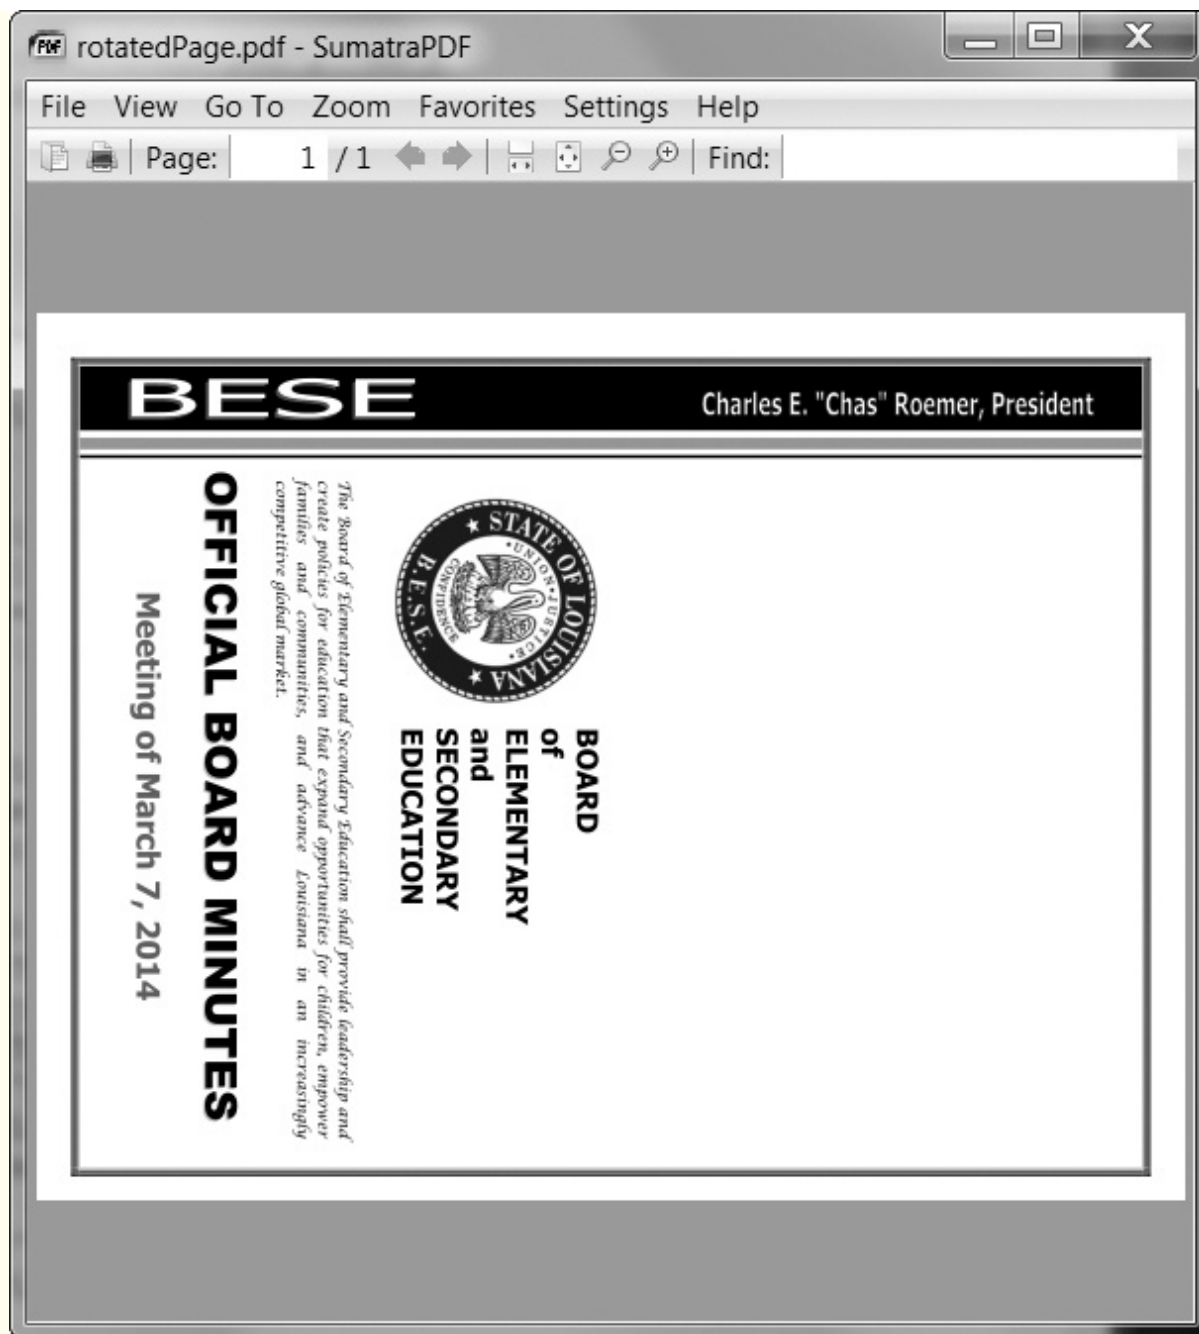 rotatedPage.pdf - SumatraPDF
File View Go To Zoom Favorites Settings Help
Page: 1 / 1 Find:
BESE Charles E. "Chas" Roemer, President
STATE OF LOUISIANA
B.E.S.E.
UNION JUSTICE
CONFIDENCE
BOARD
of
ELEMENTARY
and
SECONDARY
EDUCATION
The Board of Elementary and Secondary Education shall provide leadership and
create policies for education that expand opportunities for children, empower
families and communities, and advance Louisiana in an increasingly
competitive global market.
OFFICIAL BOARD MINUTES
Meeting of March 7, 2014